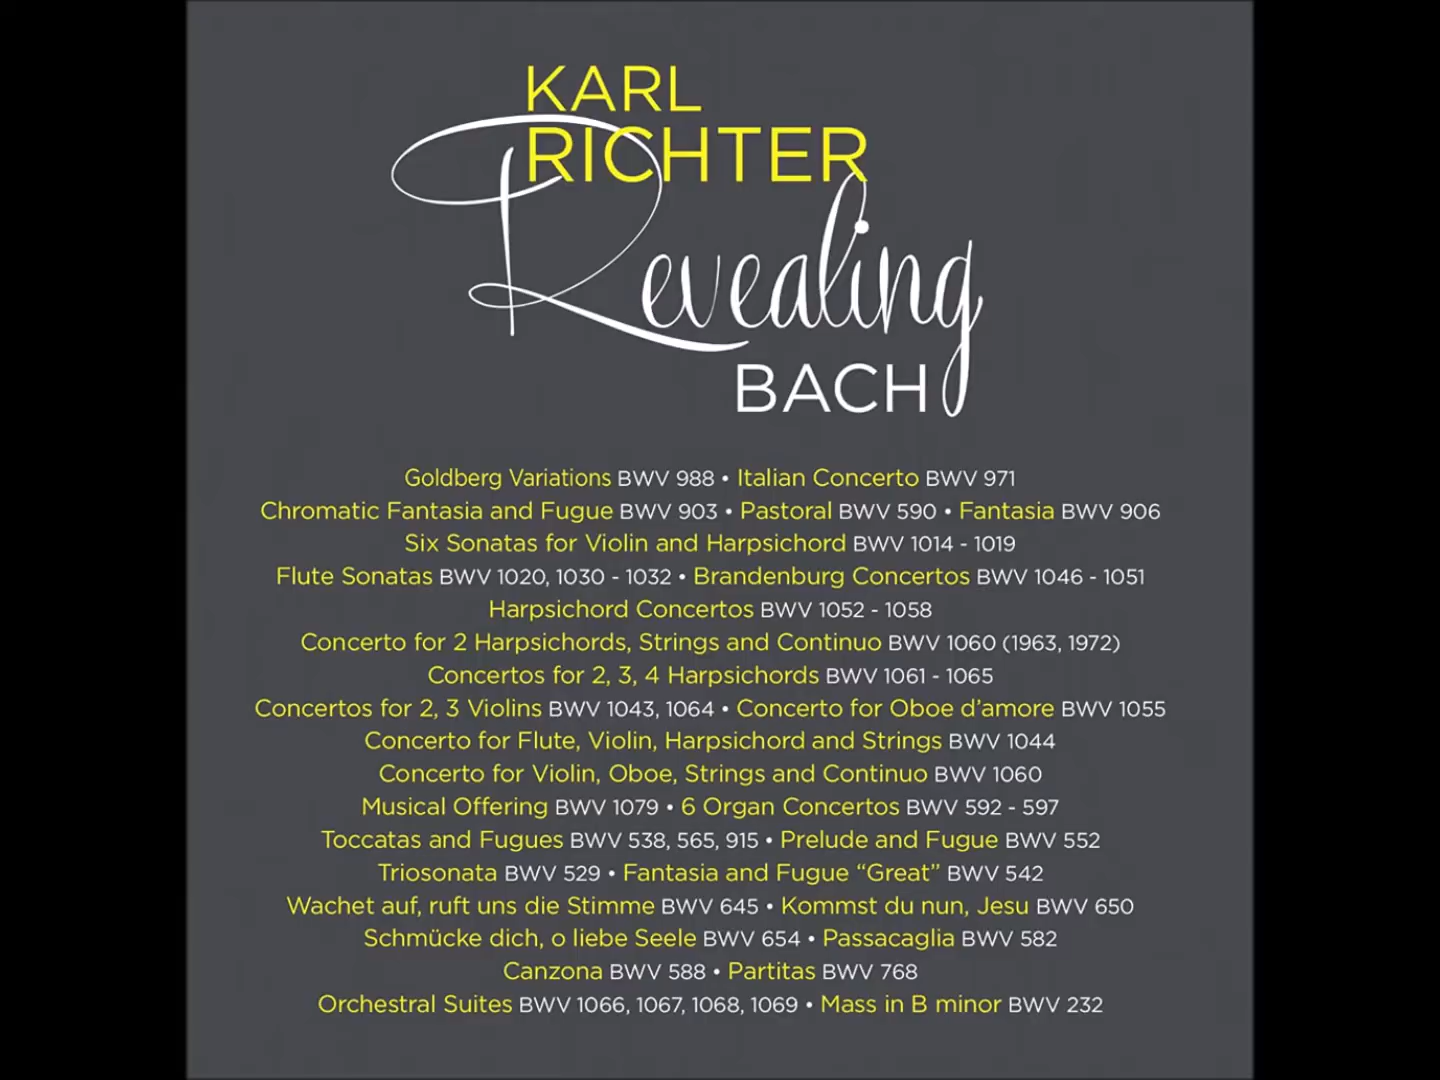 KARL
RICHTER
Revealing
BACH
Goldberg Variations BWV 988 • Italian Concerto BWV 971
Chromatic Fantasia and Fugue BWV 903 • Pastoral BWV 590 • Fantasia BWV 906
Six Sonatas for Violin and Harpsichord BWV 1014 - 1019
Flute Sonatas BWV 1020, 1030 - 1032 • Brandenburg Concertos BWV 1046 - 1051
Harpsichord Concertos BWV 1052 - 1058
Concerto for 2 Harpsichords, Strings and Continuo BWV 1060 (1963, 1972)
Concertos for 2, 3, 4 Harpsichords BWV 1061 - 1065
Concertos for 2, 3 Violins BWV 1043, 1064 • Concerto for Oboe d’amore BWV 1055
Concerto for Flute, Violin, Harpsichord and Strings BWV 1044
Concerto for Violin, Oboe, Strings and Continuo BWV 1060
Musical Offering BWV 1079 • 6 Organ Concertos BWV 592 - 597
Toccatas and Fugues BWV 538, 565, 915 • Prelude and Fugue BWV 552
Triosonata BWV 529 • Fantasia and Fugue “Great” BWV 542
Wachet auf, ruft uns die Stimme BWV 645 • Kommst du nun, Jesu BWV 650
Schmücke dich, o liebe Seele BWV 654 • Passacaglia BWV 582
Canzona BWV 588 • Partitas BWV 768
Orchestral Suites BWV 1066, 1067, 1068, 1069 • Mass in B minor BWV 232